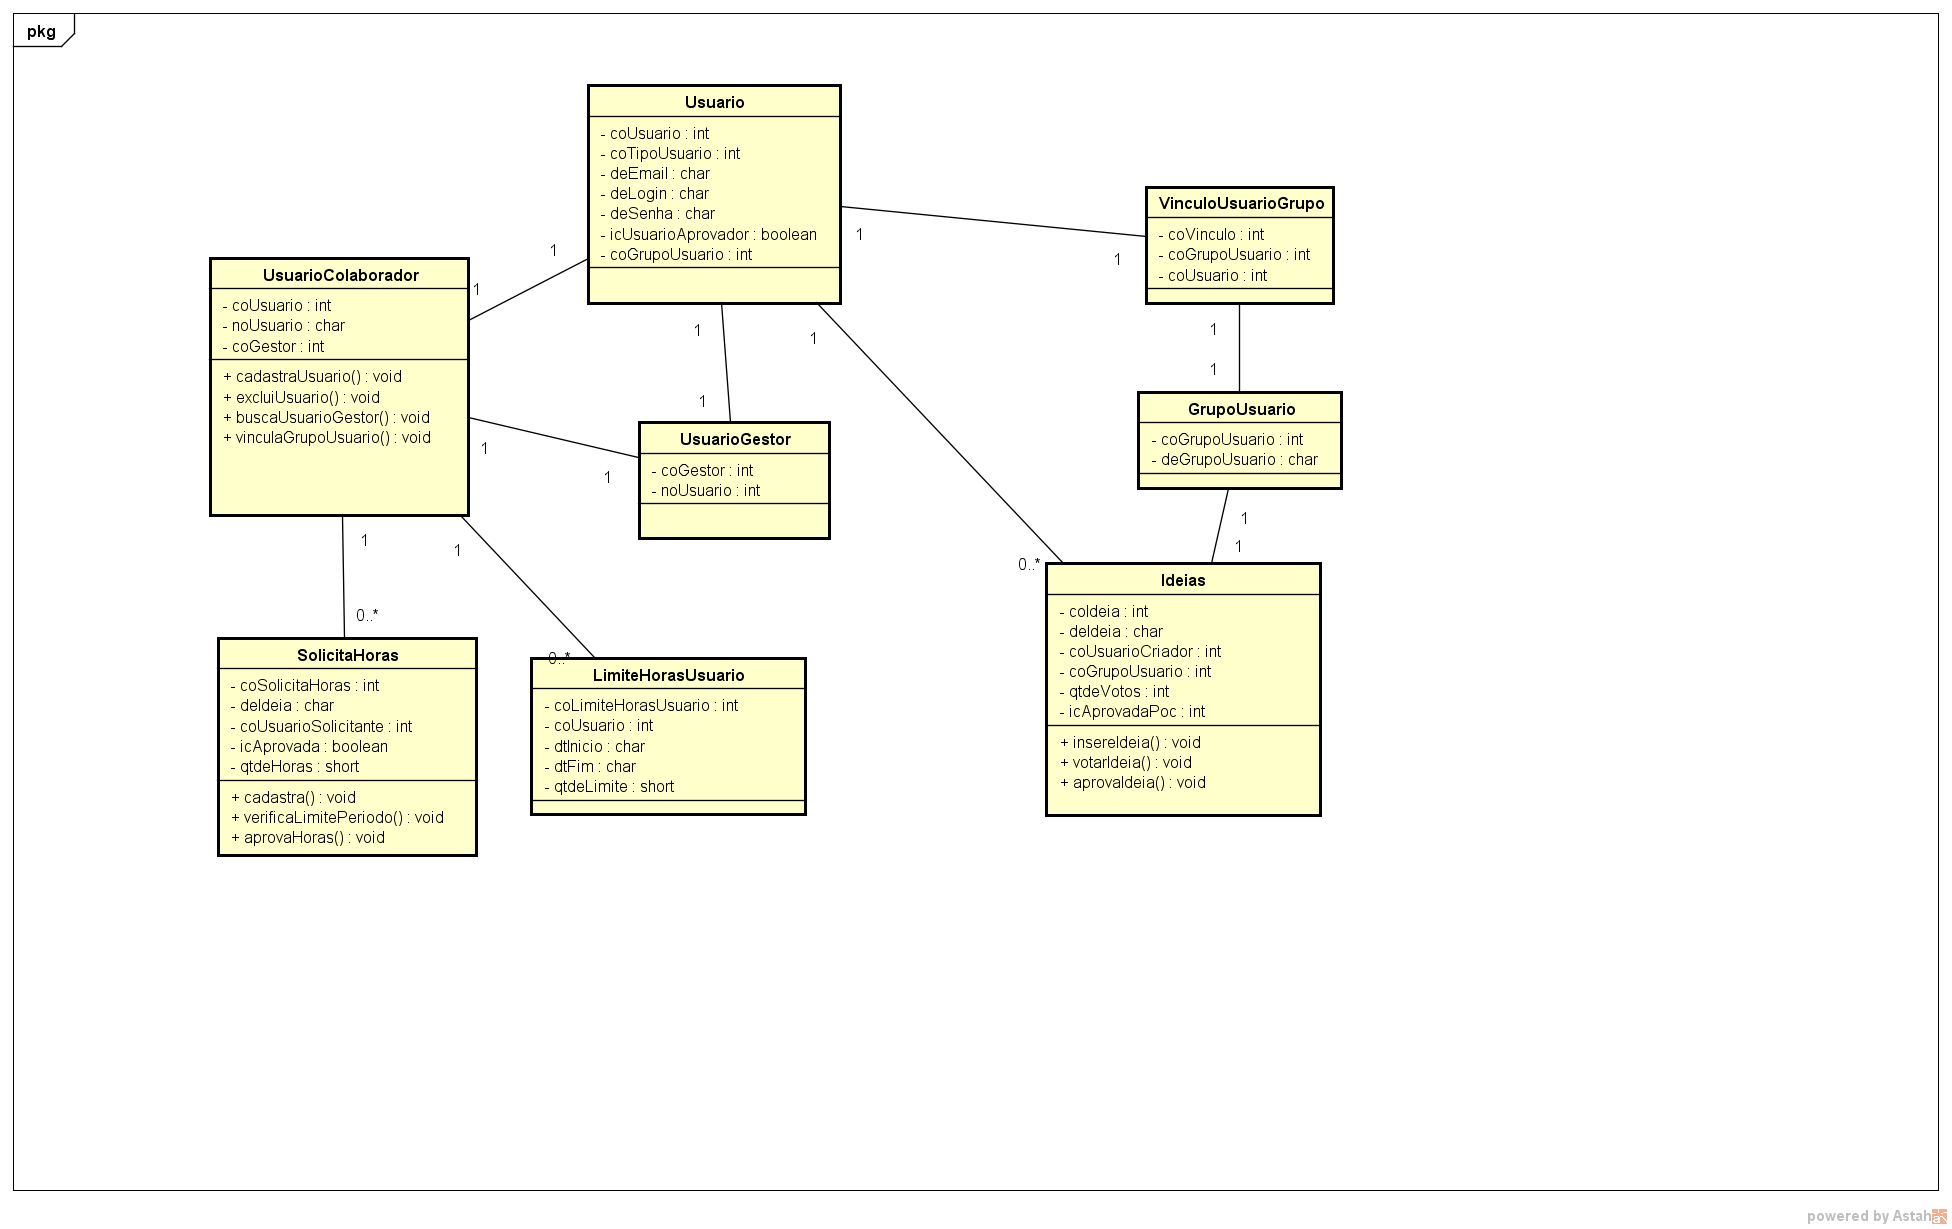 pkg
Usuario
- coUsuario : int
- coTipoUsuario : int
- deEmail : char
- deLogin : char
- deSenha : char
- icUsuarioAprovador : boolean
- coGrupoUsuario : int
VinculoUsuarioGrupo
- coVinculo : int
- coGrupoUsuario : int
- coUsuario : int
UsuarioColaborador
- coUsuario : int
- noUsuario : char
- coGestor : int
+ cadastraUsuario() : void
+ excluiUsuario() : void
+ buscaUsuarioGestor() : void
+ vinculaGrupoUsuario() : void
1
1
1
1
1
1
1
1
1
1
UsuarioGestor
- coGestor : int
- noUsuario : int
GrupoUsuario
- coGrupoUsuario : int
- deGrupoUsuario : char
1
1
1
1
1
0..*
0..*
0..*
1
Ideias
- coIdeia : int
- deIdeia : char
- coUsuarioCriador : int
- coGrupoUsuario : int
- qtdeVotos : int
- icAprovadaPoc : int
+ insereIdeia() : void
+ votarIdeia() : void
+ aprovaIdeia() : void
SolicitaHoras
- coSolicitaHoras : int
- deIdeia : char
- coUsuarioSolicitante : int
- icAprovada : boolean
- qtdeHoras : short
+ cadastra() : void
+ verificaLimitePeriodo() : void
+ aprovaHoras() : void
LimiteHorasUsuario
- coLimiteHorasUsuario : int
- coUsuario : int
- dtInicio : char
- dtFim : char
- qtdeLimite : short
powered by Astah